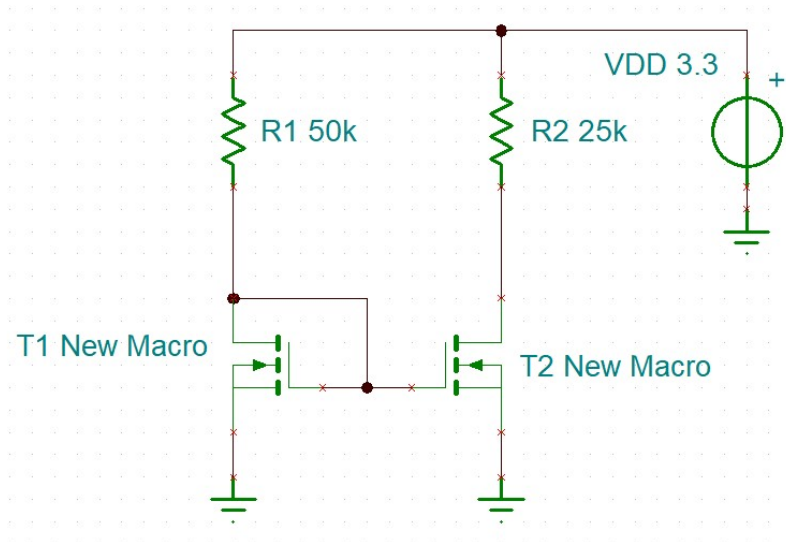 VDD 3.3
+
R1 50k
R2 25k
T1 New Macro
T2 New Macro